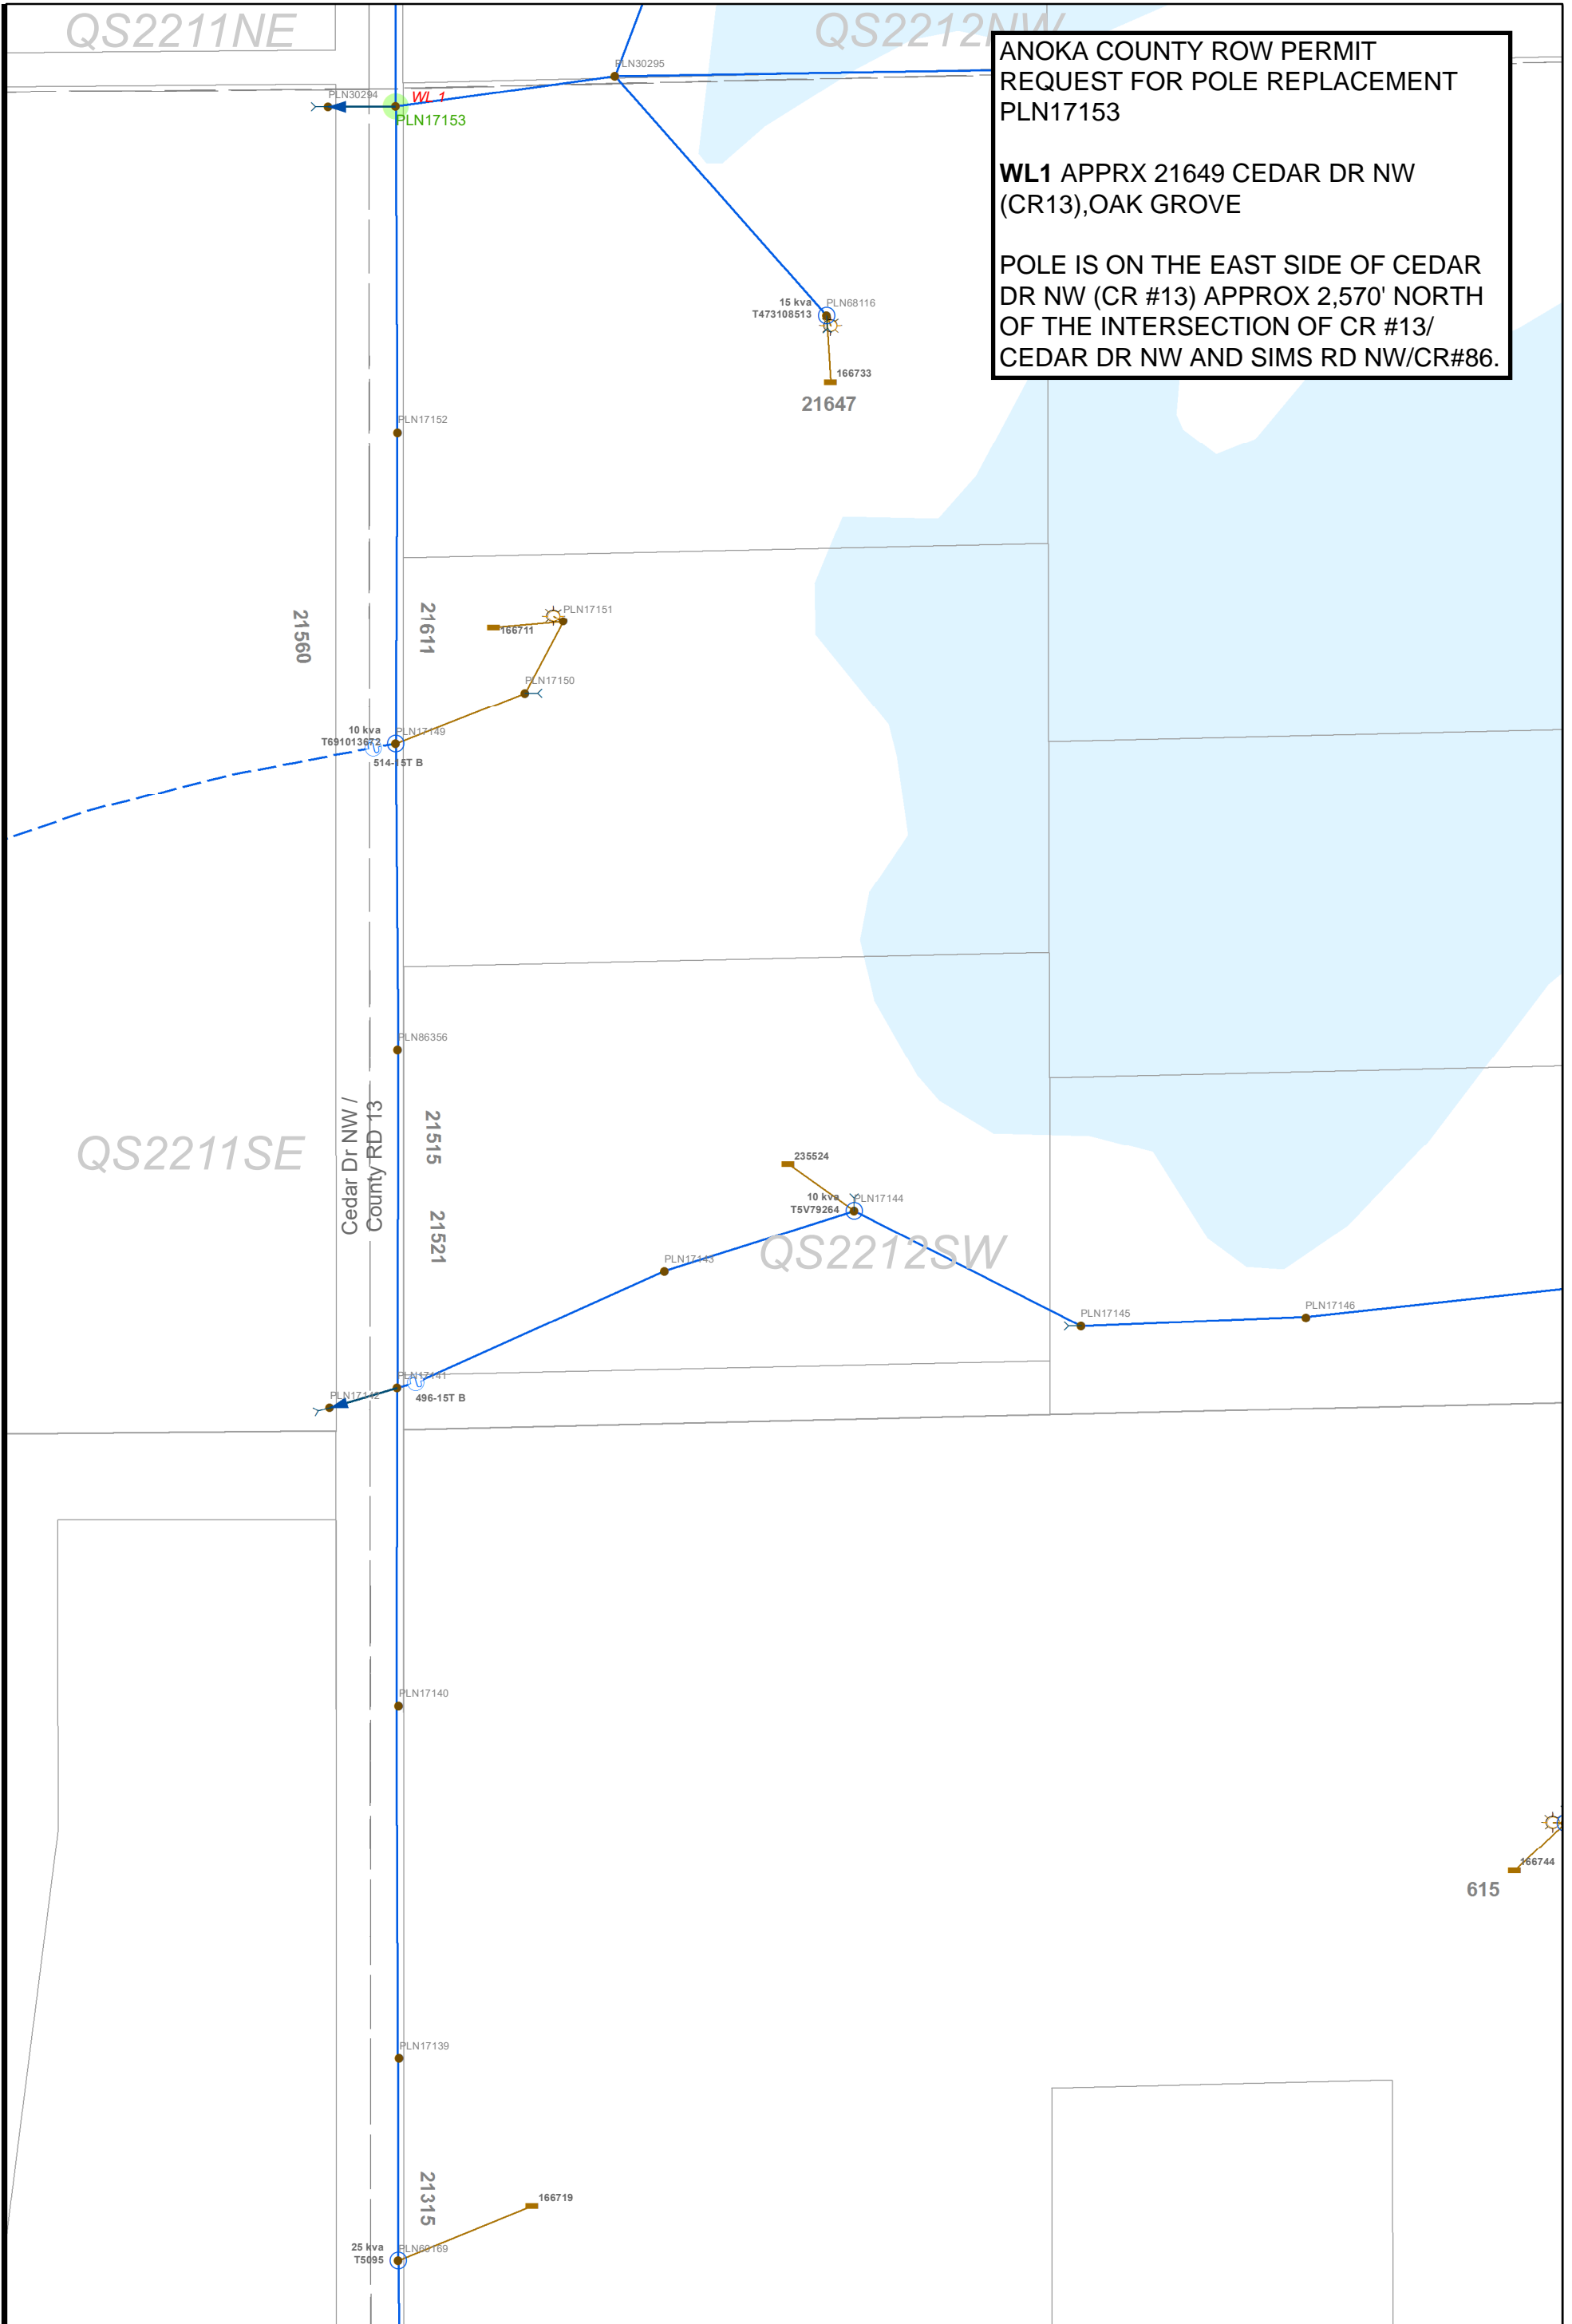 QS2211NE
QS2212NW
ANOKA COUNTY ROW PERMIT
REQUEST FOR POLE REPLACEMENT
PLN17153
WL1 APPRX 21649 CEDAR DR NW
(CR13),OAK GROVE
POLE IS ON THE EAST SIDE OF CEDAR
DR NW (CR #13) APPROX 2,570' NORTH
OF THE INTERSECTION OF CR #13/
CEDAR DR NW AND SIMS RD NW/CR#86.
PLN30295
PLN30294
WL 1
PLN17153
15 kva
T473108513
PLN68116
166733
21647
PLN17152
21560
21611
PLN17151
166711
PLN17150
10 kva
T691013672
PLN17149
514-15T B
PLN86356
Cedar Dr NW /
County RD 13
21515
QS2211SE
235524
10 kva
T5V79264
PLN17144
21521
QS2212SW
PLN17143
PLN17145
PLN17146
PLN17141
PLN17142
496-15T B
PLN17140
166744
615
PLN17139
21315
166719
25 kva
T5095
PLN69169